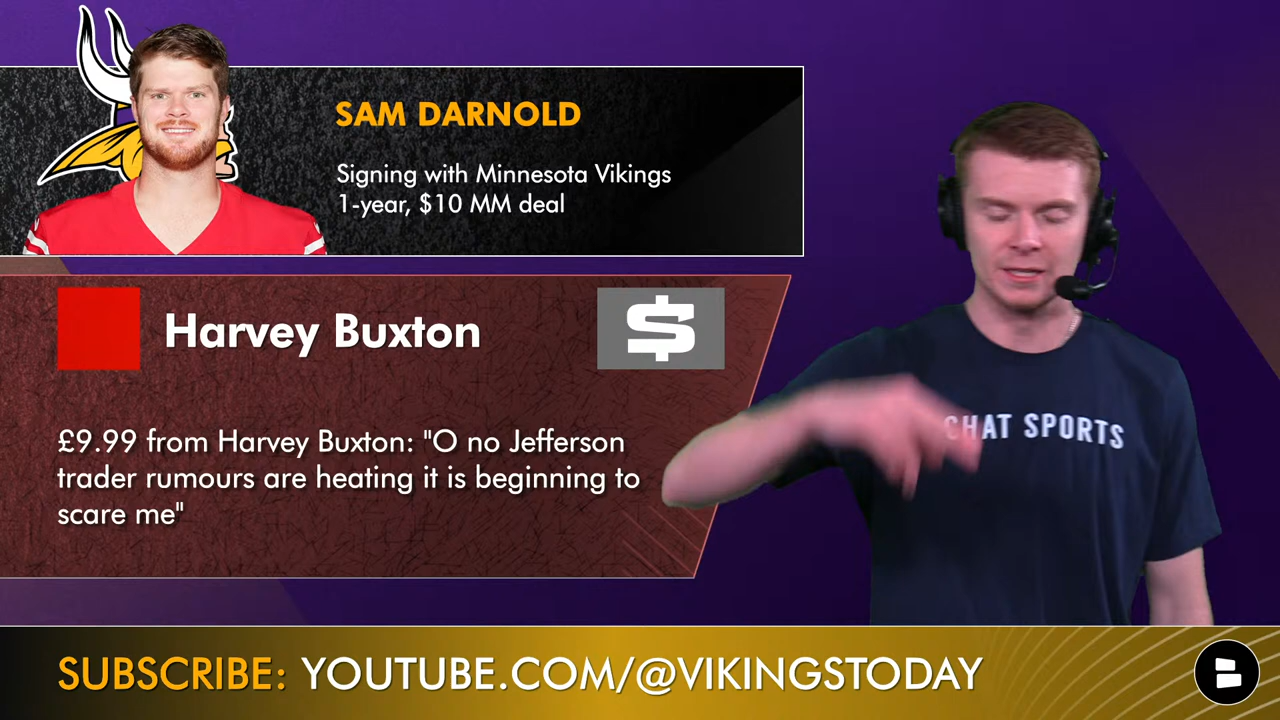 SAM DARNOLD
Signing with Minnesota Vikings
1-year, $10 MM deal
Harvey Buxton
$
£9.99 from Harvey Buxton: "O no Jefferson
trader rumours are heating it is beginning to
scare me"
CHAT SPORTS
SUBSCRIBE: YOUTUBE.COM/@VIKINGSTODAY